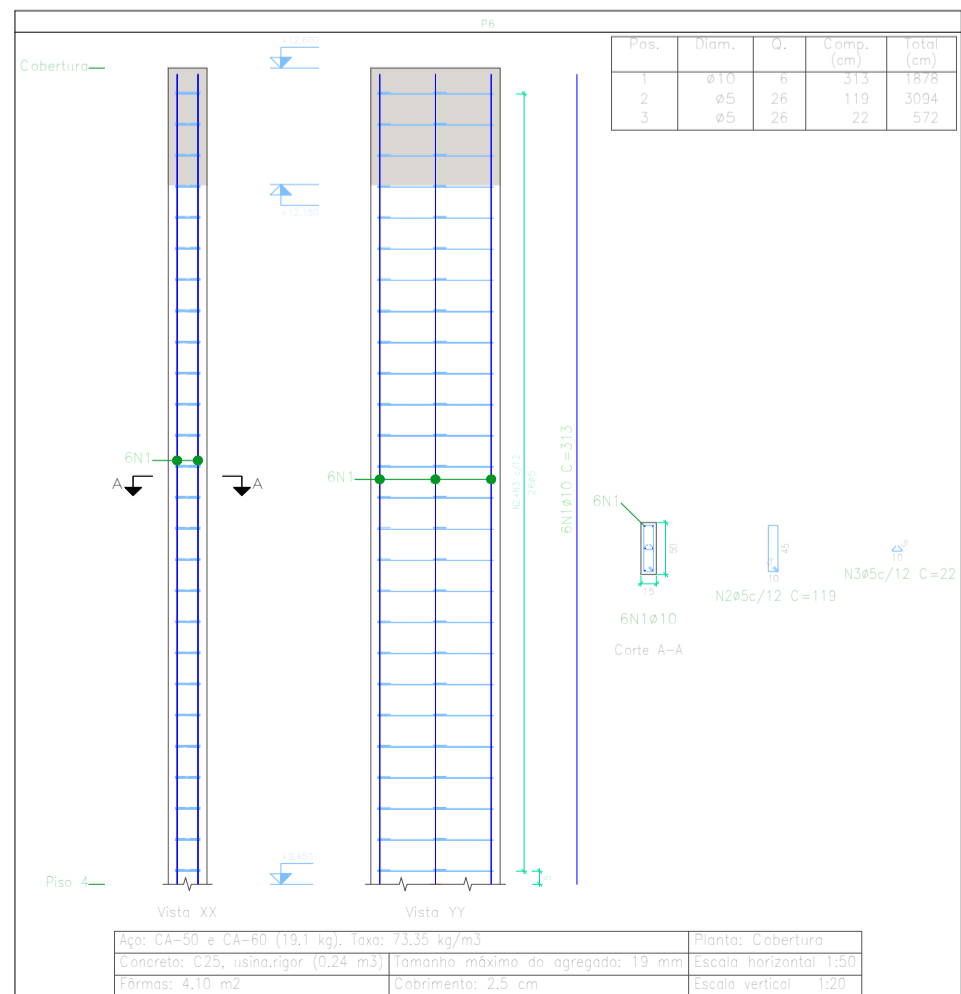 P6
Cobertura
+12.600
+12.150
Pos. Diam. Q. Comp. (cm) Total (cm)
1 ø10 6 313 1878
2 ø5 26 119 3094
3 ø5 26 22 572
6N1
A A
6N1
N2+N3 c/12
26ø5
6N1ø10 C=313
6N1
50
15
6N1ø10
Corte A-A
45
10
N2ø5c/12 C=119
10
N3ø5c/12 C=22
+9.450
Piso 4
Vista XX
Vista YY
Aço: CA-50 e CA-60 (19.1 kg). Taxa: 73.35 kg/m3 Planta: Cobertura
Concreto: C25, usina.rigor (0.24 m3) Tamanho máximo do agregado: 19 mm Escala horizontal 1:50
Fôrmas: 4.10 m2 Cobrimento: 2.5 cm Escala vertical 1:20